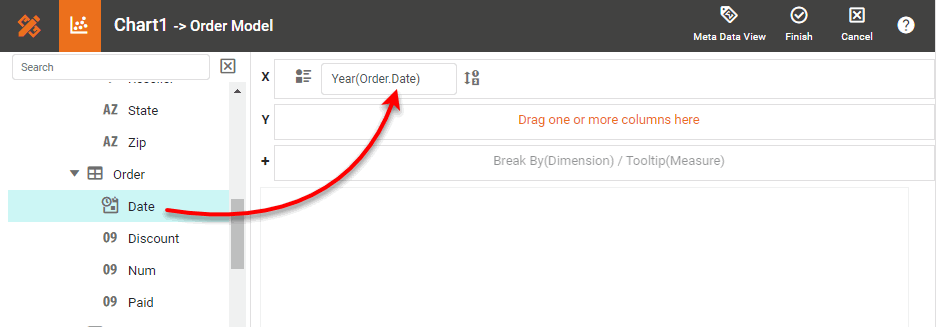 Chart1 -> Order Model
Meta Data View
Finish
Cancel
?
Search
AZ State
AZ Zip
Order
Date
09 Discount
09 Num
09 Paid
X
Year(Order.Date)
Y
Drag one or more columns here
+
Break By(Dimension) / Tooltip(Measure)